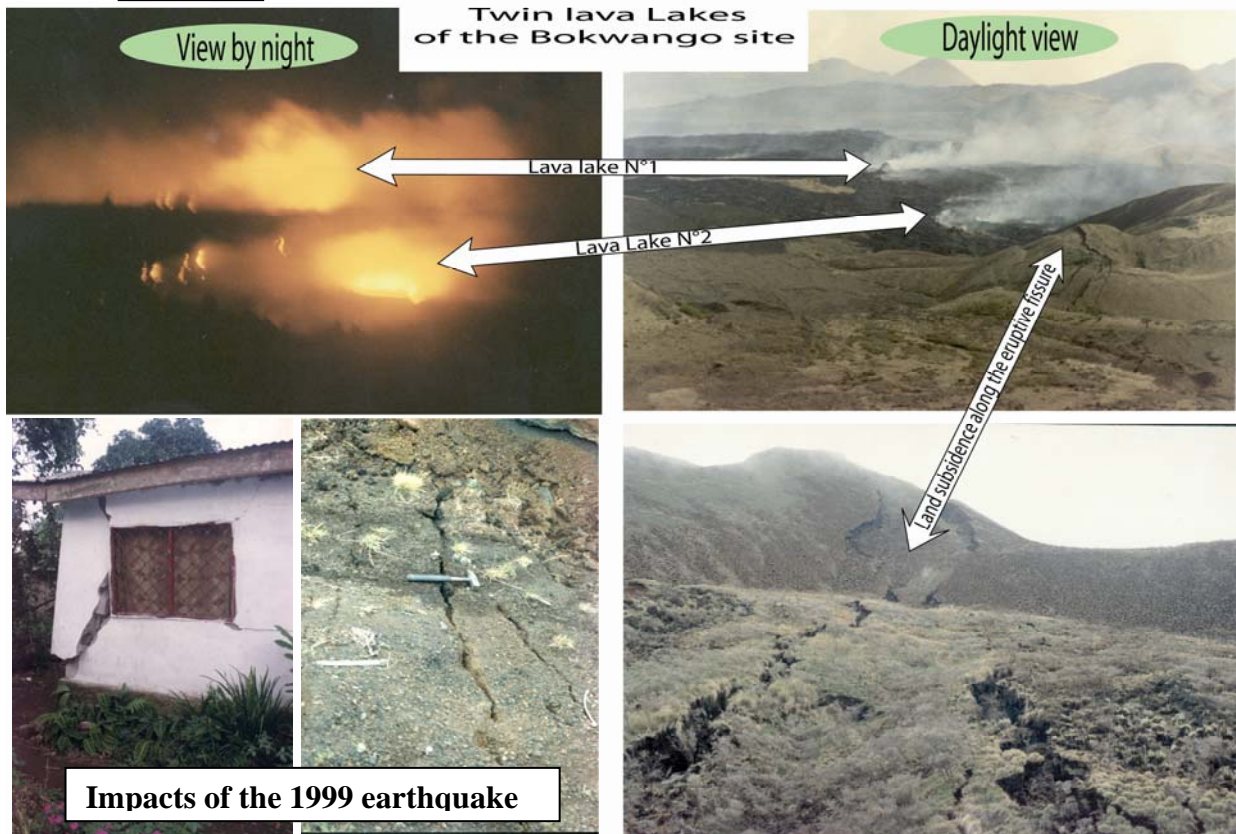 Twin lava Lakes
of the Bokwango site
View by night
Daylight view
Lava lake N°1
Lava Lake N°2
Land subsidence along the eruptive fissure
Impacts of the 1999 earthquake